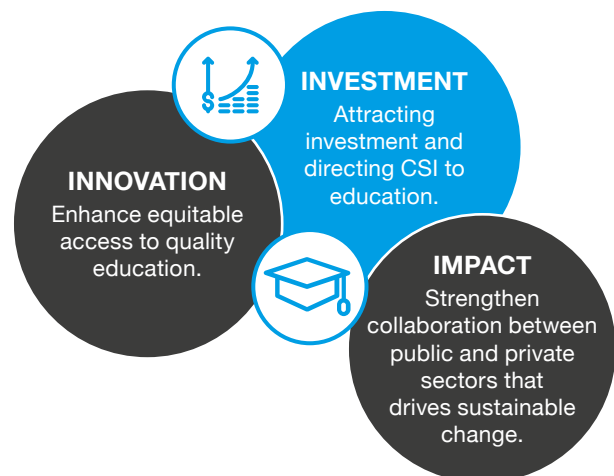 INVESTMENT
Attracting
investment and
directing CSI to
education.
INNOVATION
Enhance equitable
access to quality
education.
IMPACT
Strengthen
collaboration between
public and private
sectors that
drives sustainable
change.
$